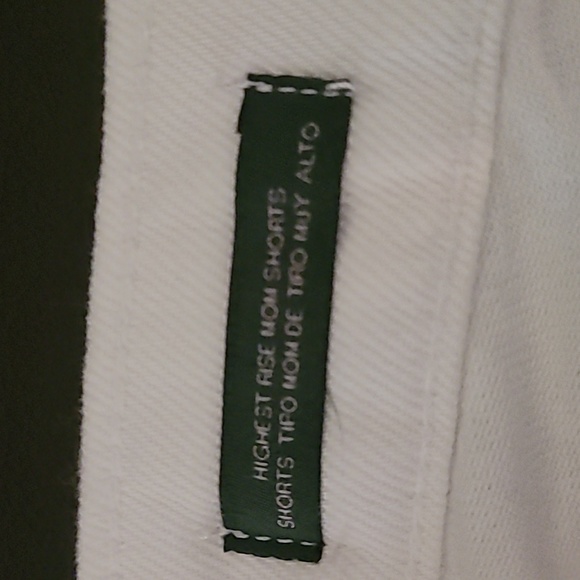 HIGHEST RISE MOM SHORTS
SHORTS TIPO MOM DE TIRO MUY ALTO